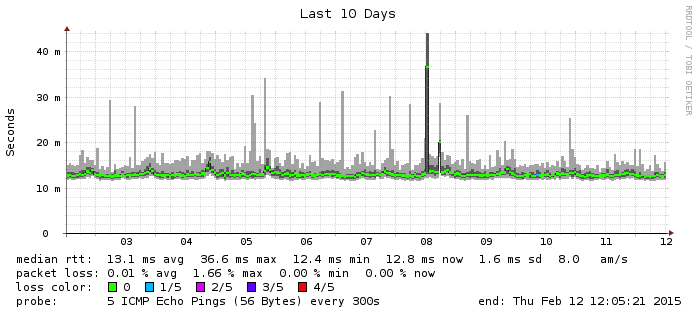 Last 10 Days
RRDTOOL / TOBI OETIKER
Seconds
40 m
30 m
20 m
10 m
0
03 04 05 06 07 08 09 10 11 12
median rtt: 13.1 ms avg 36.6 ms max 12.4 ms min 12.8 ms now 1.6 ms sd 8.0 am/s
packet loss: 0.01 % avg 1.66 % max 0.00 % min 0.00 % now
loss color: 0 1/5 2/5 3/5 4/5
probe: 5 ICMP Echo Pings (56 Bytes) every 300s end: Thu Feb 12 12:05:21 2015